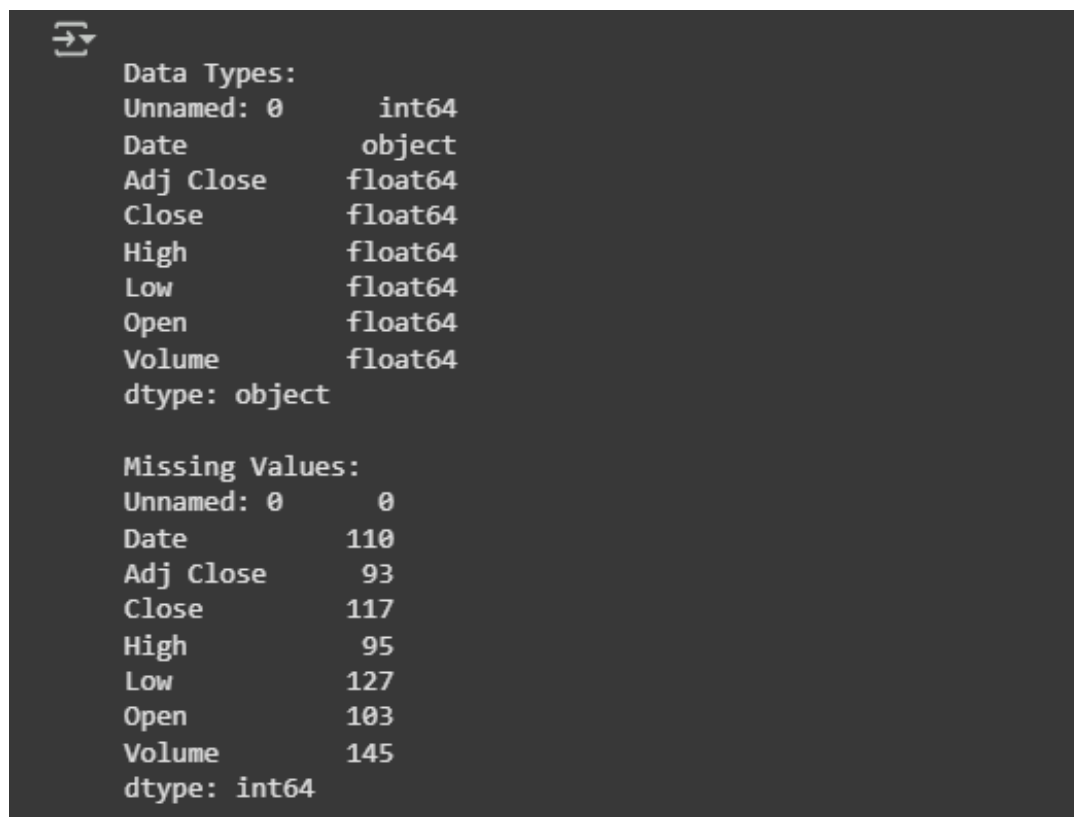 Data Types:
Unnamed: 0 int64
Date object
Adj Close float64
Close float64
High float64
Low float64
Open float64
Volume float64
dtype: object
Missing Values:
Unnamed: 0 0
Date 110
Adj Close 93
Close 117
High 95
Low 127
Open 103
Volume 145
dtype: int64